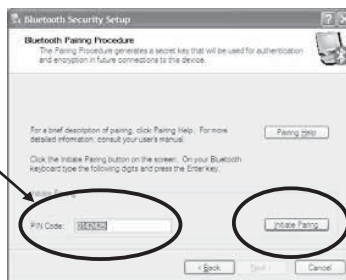 Bluetooth Security Setup
Bluetooth Pairing Procedure
The Pairing Procedure generates a secret key that will be used for authentication
and encryption in future connections to this device.
For a brief description of pairing, click Pairing Help. For more
detailed information, consult your user's manual.
Pairing Help
Click the Initiate Pairing button on the screen. On your Bluetooth
keyboard type the following digits and press the Enter key.
Initiate Pairing
PIN Code:
Initiate Pairing
< Back
Next >
Cancel